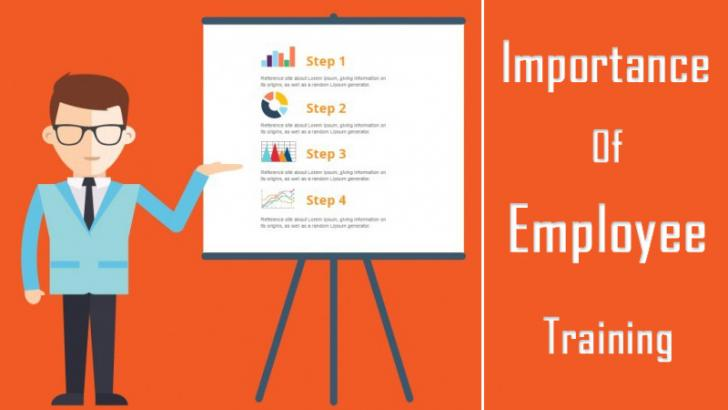 Step 1
Reference site about Lorem Ipsum, giving information on
its origins, as well as a random Lipsum generator.
Step 2
Reference site about Lorem Ipsum, giving information on
its origins, as well as a random Lipsum generator.
Step 3
Reference site about Lorem Ipsum, giving information on
its origins, as well as a random Lipsum generator.
Step 4
Reference site about Lorem Ipsum, giving information on
its origins, as well as a random Lipsum generator.
Importance
Of
Employee
Training